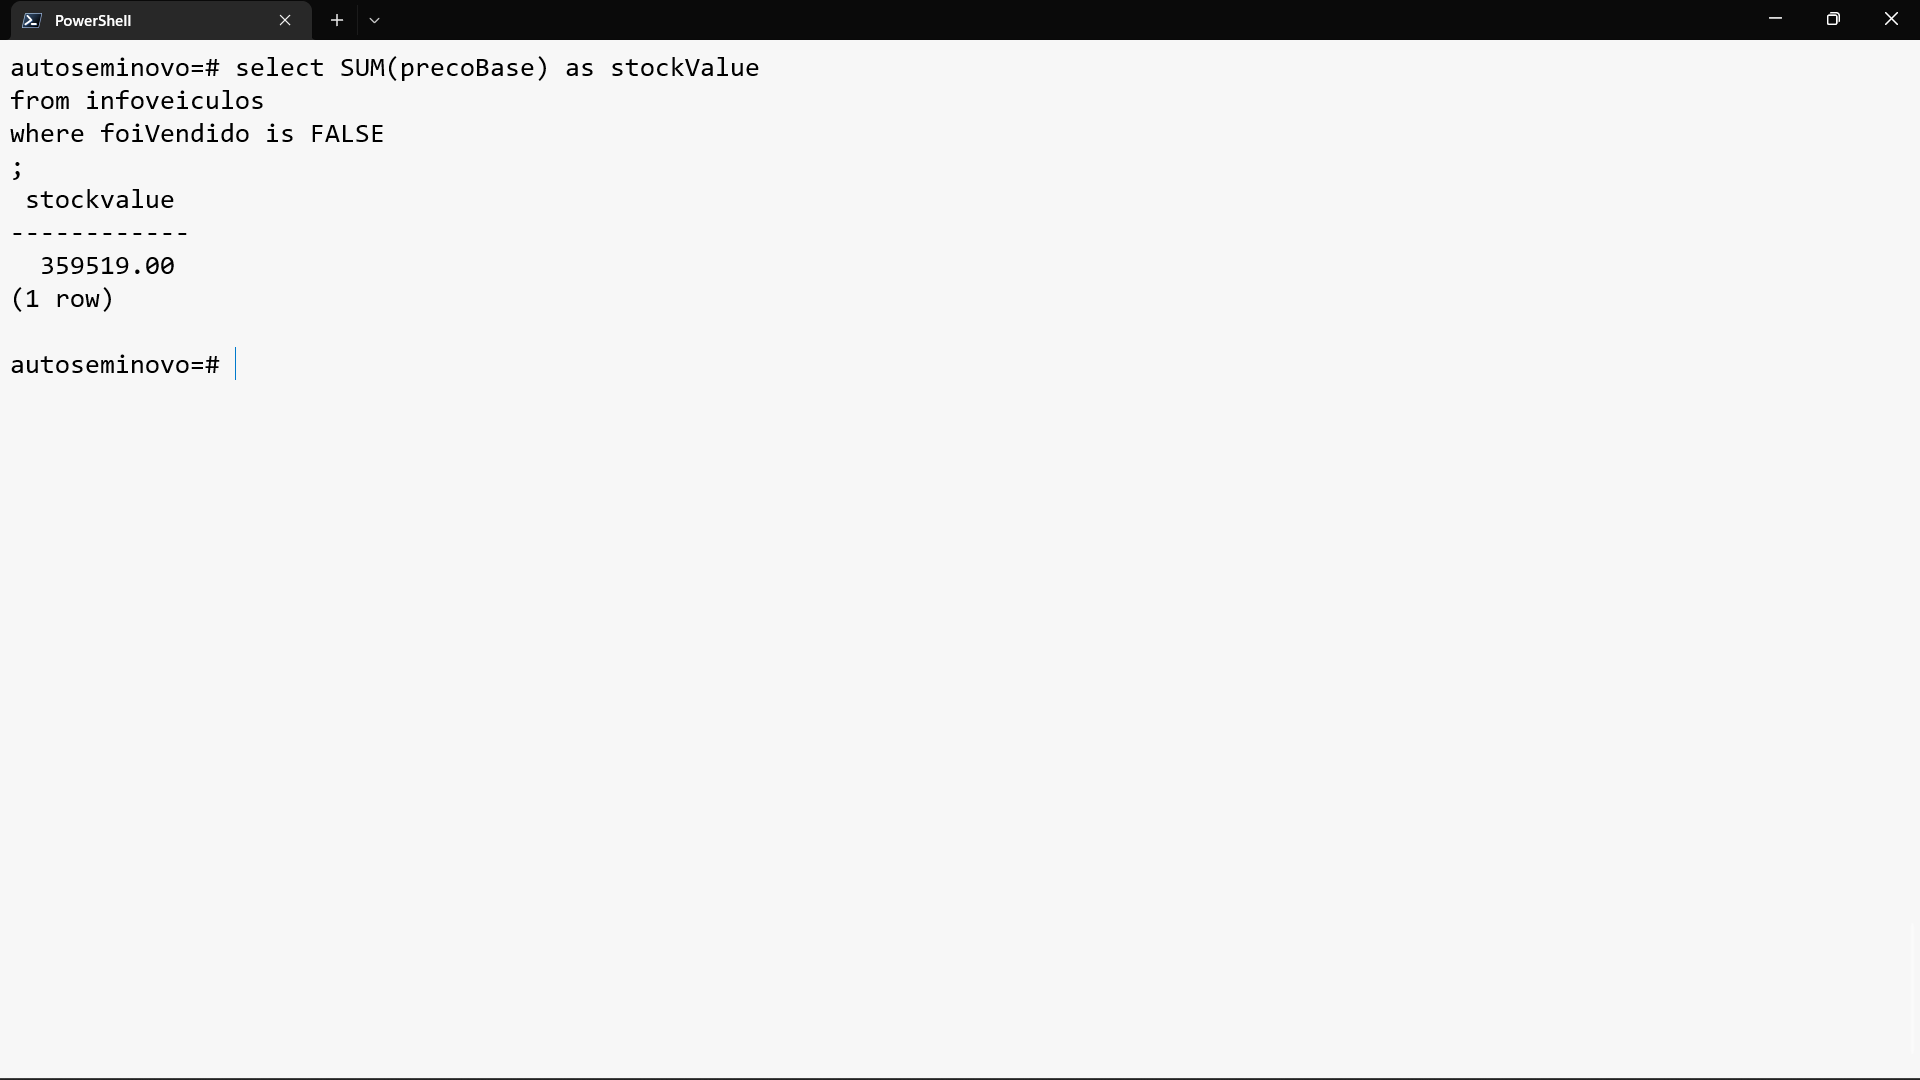 PowerShell
autoseminovo=# select SUM(precoBase) as stockValue
from infoveiculos
where foiVendido is FALSE
;
 stockvalue
------------
  359519.00
(1 row)

autoseminovo=#